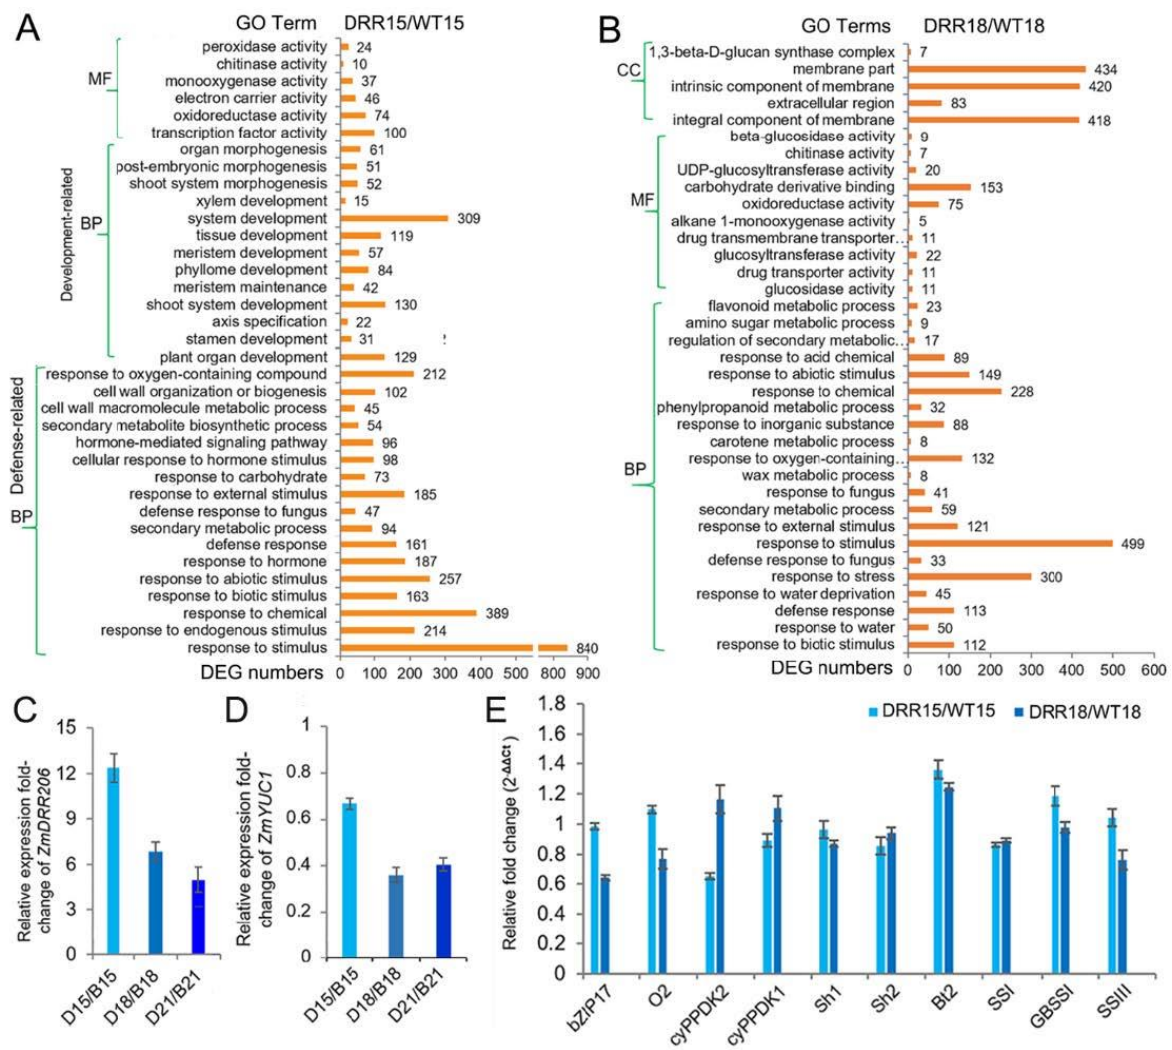 A
GO Term DRR15/WT15
MF
peroxidase activity 24
chitinase activity 10
monooxygenase activity 37
electron carrier activity 46
oxidoreductase activity 74
transcription factor activity 100
Development-related
BP
organ morphogenesis 61
post-embryonic morphogenesis 51
shoot system morphogenesis 52
xylem development 15
system development 309
tissue development 119
meristem development 57
phyllome development 84
meristem maintenance 42
shoot system development 130
axis specification 22
stamen development 31
plant organ development 129
Defense-related
BP
response to oxygen-containing compound 212
cell wall organization or biogenesis 102
cell wall macromolecule metabolic process 45
secondary metabolite biosynthetic process 54
hormone-mediated signaling pathway 96
cellular response to hormone stimulus 98
response to carbohydrate 73
response to external stimulus 185
defense response to fungus 47
secondary metabolic process 94
defense response 161
response to hormone 187
response to abiotic stimulus 257
response to biotic stimulus 163
response to chemical 389
response to endogenous stimulus 214
response to stimulus 840
DEG numbers 0 100 200 300 400 500 800 900
B
GO Terms DRR18/WT18
CC
1,3-beta-D-glucan synthase complex 7
membrane part 434
intrinsic component of membrane 420
extracellular region 83
integral component of membrane 418
MF
beta-glucosidase activity 9
chitinase activity 7
UDP-glucosyltransferase activity 20
carbohydrate derivative binding 153
oxidoreductase activity 75
alkane 1-monooxygenase activity 5
drug transmembrane transporter... 11
glucosyltransferase activity 22
drug transporter activity 11
glucosidase activity 11
BP
flavonoid metabolic process 23
amino sugar metabolic process 9
regulation of secondary metabolic... 17
response to acid chemical 89
response to abiotic stimulus 149
response to chemical 228
phenylpropanoid metabolic process 32
response to inorganic substance 88
carotene metabolic process 8
response to oxygen-containing... 132
wax metabolic process 8
response to fungus 41
secondary metabolic process 59
response to external stimulus 121
response to stimulus 499
defense response to fungus 33
response to stress 300
response to water deprivation 45
defense response 113
response to water 50
response to biotic stimulus 112
DEG numbers 0 100 200 300 400 500 600
C
Relative expression fold-
change of ZmDRR206
15
12
9
6
3
0
D15/B15 D18/B18 D21/B21
D
Relative expression fold-
change of ZmYUC1
1
0.8
0.6
0.4
0.2
0
D15/B15 D18/B18 D21/B21
E
DRR15/WT15 DRR18/WT18
Relative fold change (2-ΔΔCt )
1.8
1.6
1.4
1.2
1
0.8
0.6
0.4
0.2
0
bZIP17 O2 cyPPDK2 cyPPDK1 Sh1 Sh2 Bt2 SSI GBSSI SSIII